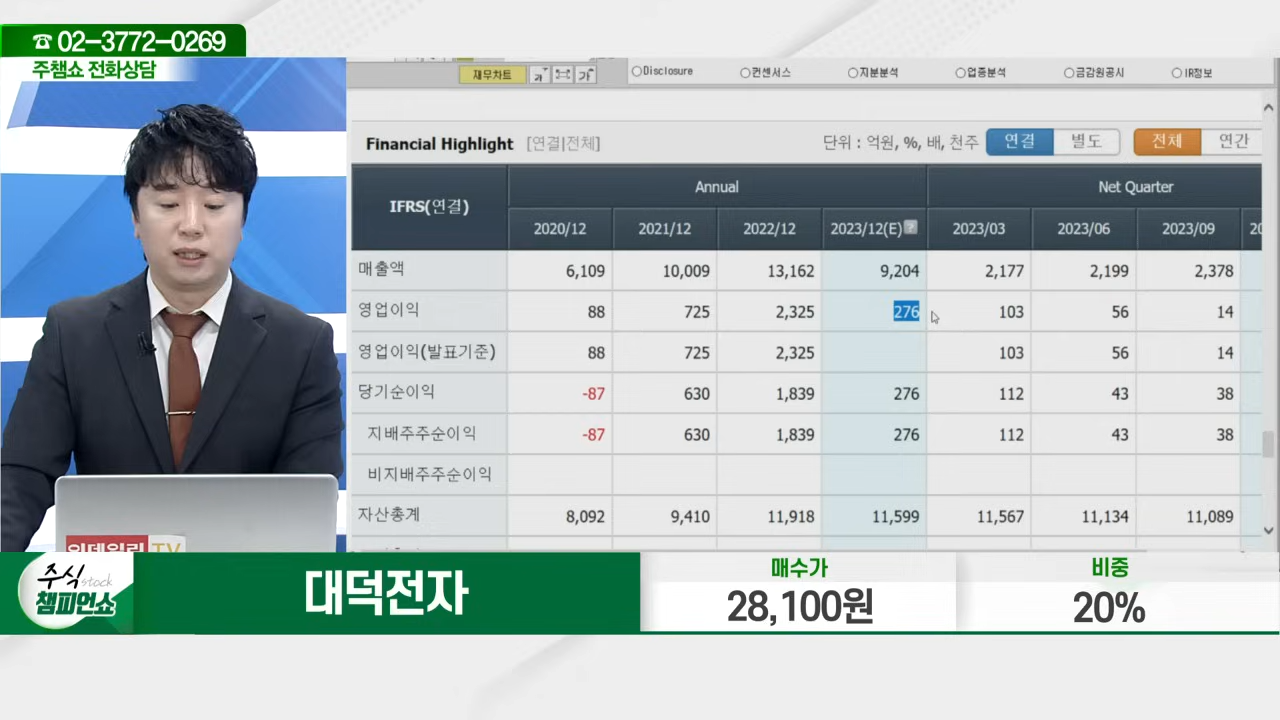 ☎ 02-3772-0269
주챔쇼 전화상담
재무차트 가 가
Disclosure 컨센서스 지분분석 업종분석 금감원공시 IR정보
Financial Highlight [연결|전체] 단위 : 억원, %, 배, 천주 연결 별도 전체 연간
IFRS(연결) Annual Net Quarter
2020/12 2021/12 2022/12 2023/12(E) 2023/03 2023/06 2023/09
매출액 6,109 10,009 13,162 9,204 2,177 2,199 2,378
영업이익 88 725 2,325 276 103 56 14
영업이익(발표기준) 88 725 2,325 103 56 14
당기순이익 -87 630 1,839 276 112 43 38
지배주주순이익 -87 630 1,839 276 112 43 38
비지배주주순이익
자산총계 8,092 9,410 11,918 11,599 11,567 11,134 11,089
주식 stock
챔피언쇼
대덕전자
매수가
28,100원
비중
20%